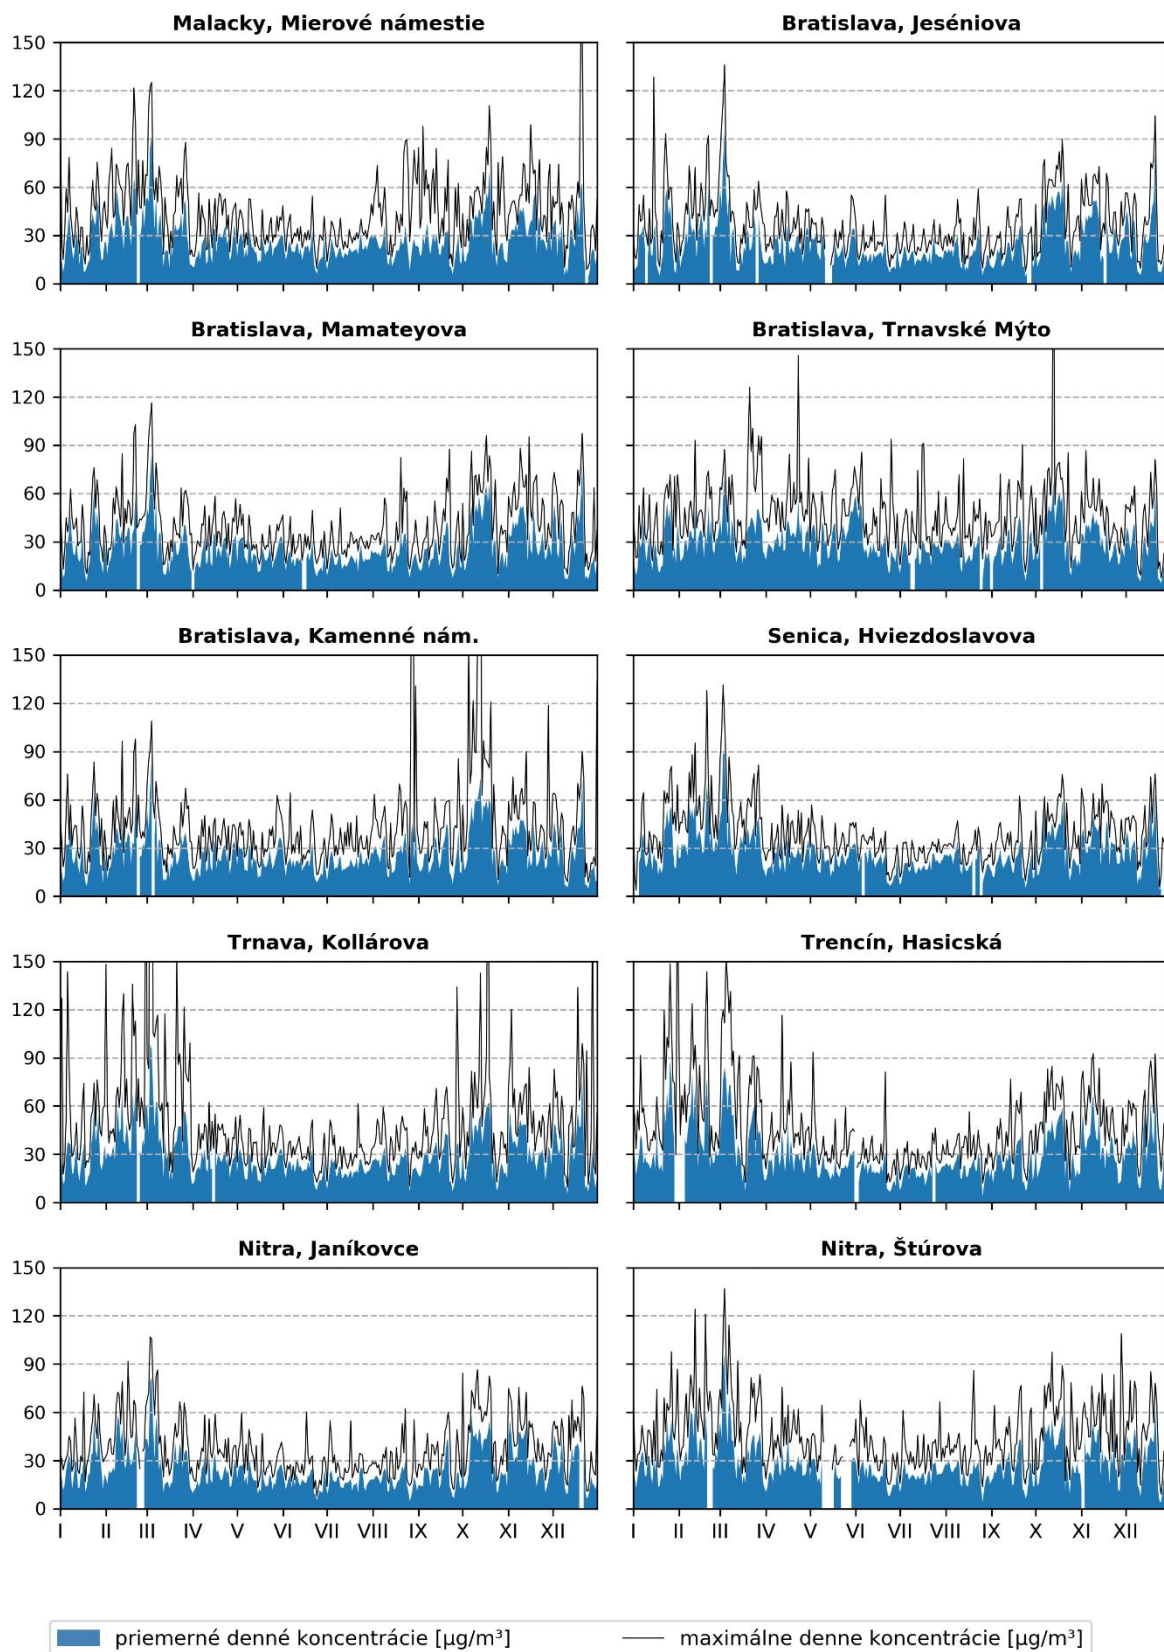 Malacky, Mierové námestie
Bratislava, Jeséniova
150
120
90
60
30
0
Bratislava, Mamateyova
Bratislava, Trnavské Mýto
150
120
90
60
30
0
Bratislava, Kamenné nám.
Senica, Hviezdoslavova
150
120
90
60
30
0
Trnava, Kollárova
Trencín, Hasicská
150
120
90
60
30
0
Nitra, Janíkovce
Nitra, Štúrova
150
120
90
60
30
0
I II III IV V VI VII VIII IX X XI XII
I II III IV V VI VII VIII IX X XI XII
priemerné denné koncentrácie [µg/m³]
maximálne denne koncentrácie [µg/m³]